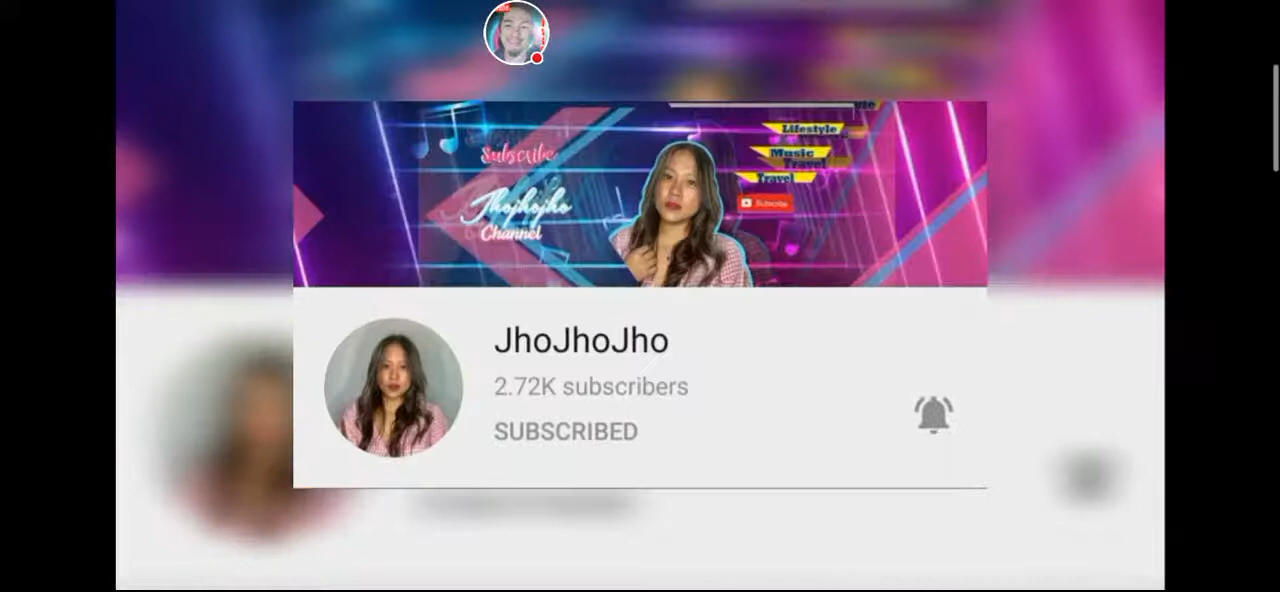 Lifestyle
Subscribe
Music
Travel
Travel
Jhojhojho
Subscribe
Channel
JhoJhoJho
2.72K subscribers
SUBSCRIBED